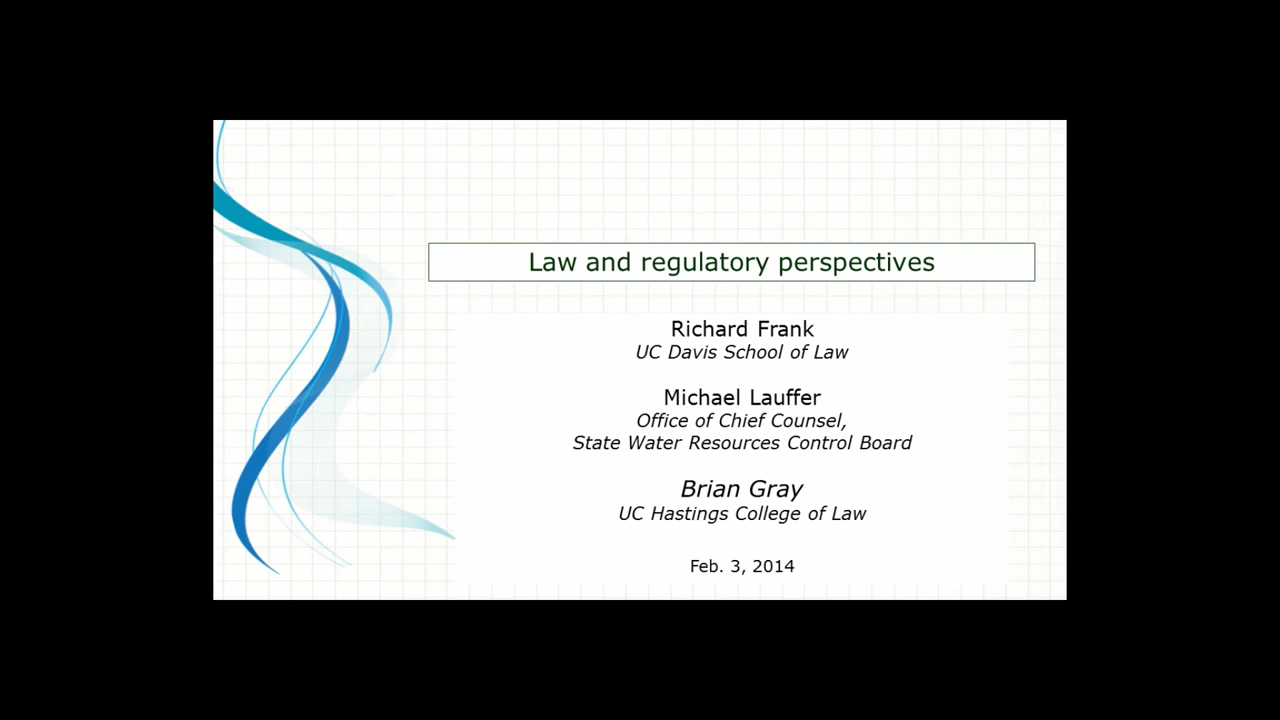 Law and regulatory perspectives
Richard Frank
UC Davis School of Law
Michael Lauffer
Office of Chief Counsel,
State Water Resources Control Board
Brian Gray
UC Hastings College of Law
Feb. 3, 2014